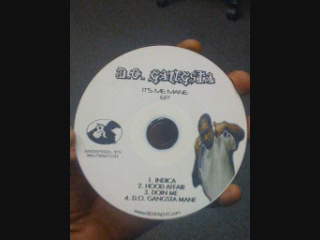 D.O. GANGSTA
IT'S ME MANE
EP
1. INDICA
2. HOOD AFFAIR
3. DOIN ME
4. D.O. GANGSTA MANE